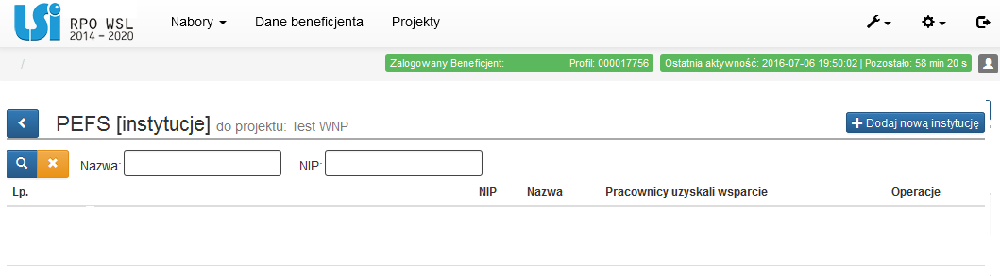 LSi RPO WSL 2014 – 2020 Nabory Dane beneficjenta Projekty
/ Zalogowany Beneficjent: Profil: 000017756 Ostatnia aktywność: 2016-07-06 19:50:02 | Pozostało: 58 min 20 s
PEFS [instytucje] do projektu: Test WNP Dodaj nową instytucję
Nazwa: NIP:
Lp. NIP Nazwa Pracownicy uzyskali wsparcie Operacje